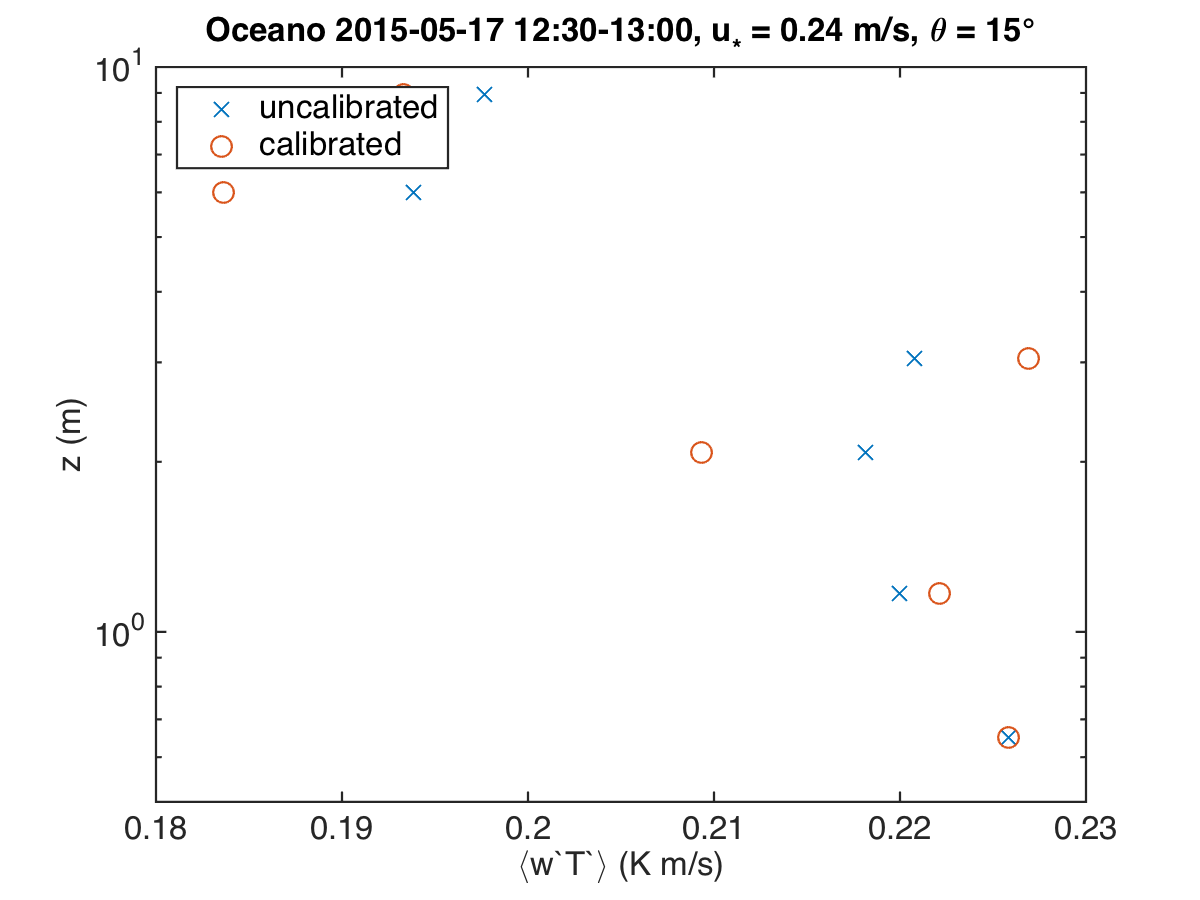 Oceano 2015-05-17 12:30-13:00, u* = 0.24 m/s, θ = 15°
10^1
uncalibrated
calibrated
z (m)
10^0
0.18 0.19 0.2 0.21 0.22 0.23
⟨w`T`⟩ (K m/s)